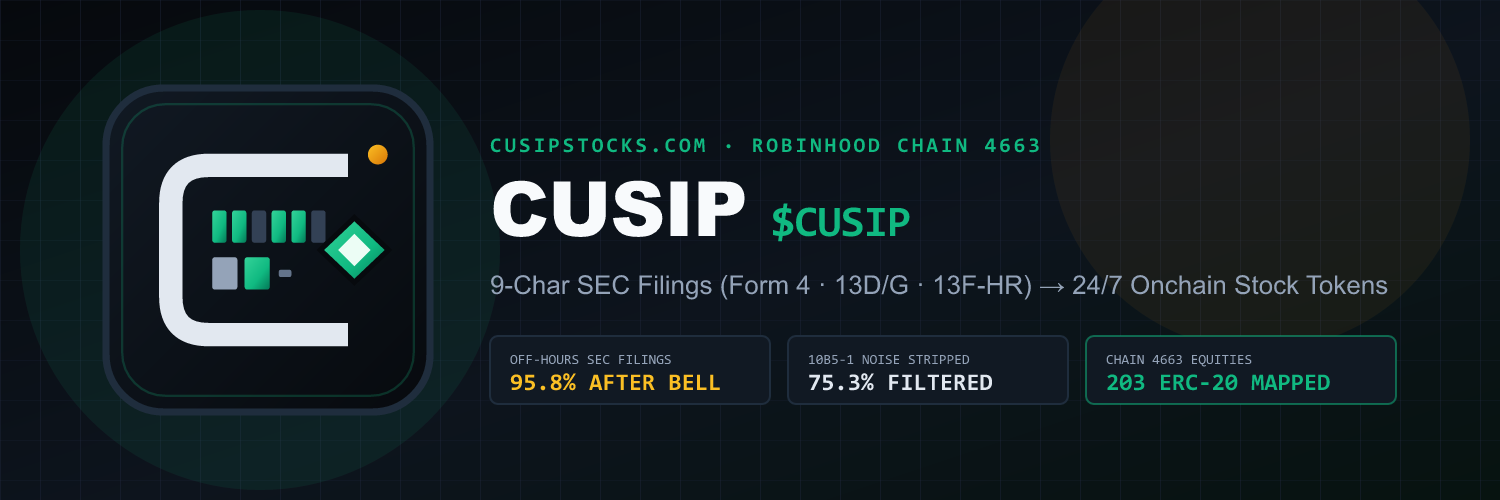 CUSIPSTOCKS.COM · ROBINHOOD CHAIN 4663
CUSIP $CUSIP
9-Char SEC Filings (Form 4 · 13D/G · 13F-HR) → 24/7 Onchain Stock Tokens
OFF-HOURS SEC FILINGS
95.8% AFTER BELL
10B5-1 NOISE STRIPPED
75.3% FILTERED
CHAIN 4663 EQUITIES
203 ERC-20 MAPPED